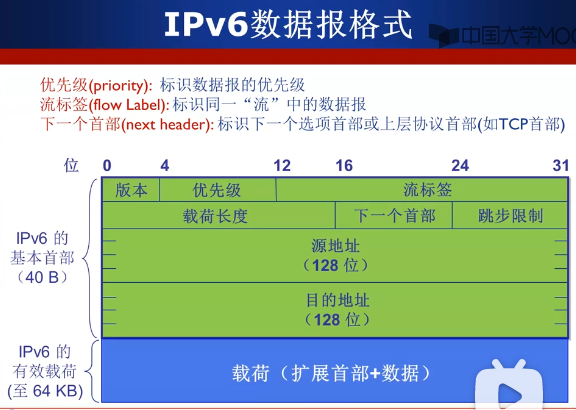 IPv6数据报格式
中国大学MOO
优先级(priority): 标识数据报的优先级
流标签(flow Label): 标识同一“流”中的数据报
下一个首部(next header): 标识下一个选项首部或上层协议首部(如TCP首部)
位 0 4 12 16 24 31
版本 优先级 流标签
载荷长度 下一个首部 跳步限制
IPv6 的
基本首部
（40 B）
源地址
（128 位）
目的地址
（128 位）
IPv6 的
有效载荷
(至 64 KB)
载荷（扩展首部+数据）